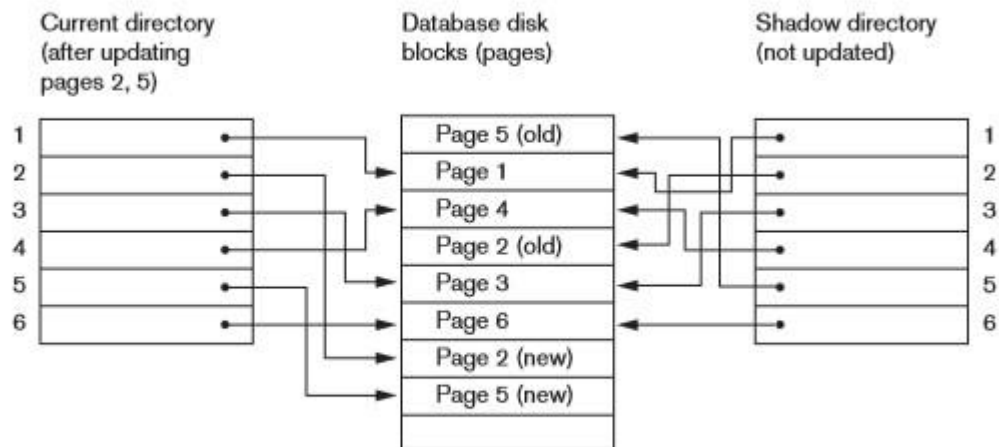 Current directory
(after updating
pages 2, 5)
1
2
3
4
5
6
Database disk
blocks (pages)
Page 5 (old)
Page 1
Page 4
Page 2 (old)
Page 3
Page 6
Page 2 (new)
Page 5 (new)
Shadow directory
(not updated)
1
2
3
4
5
6